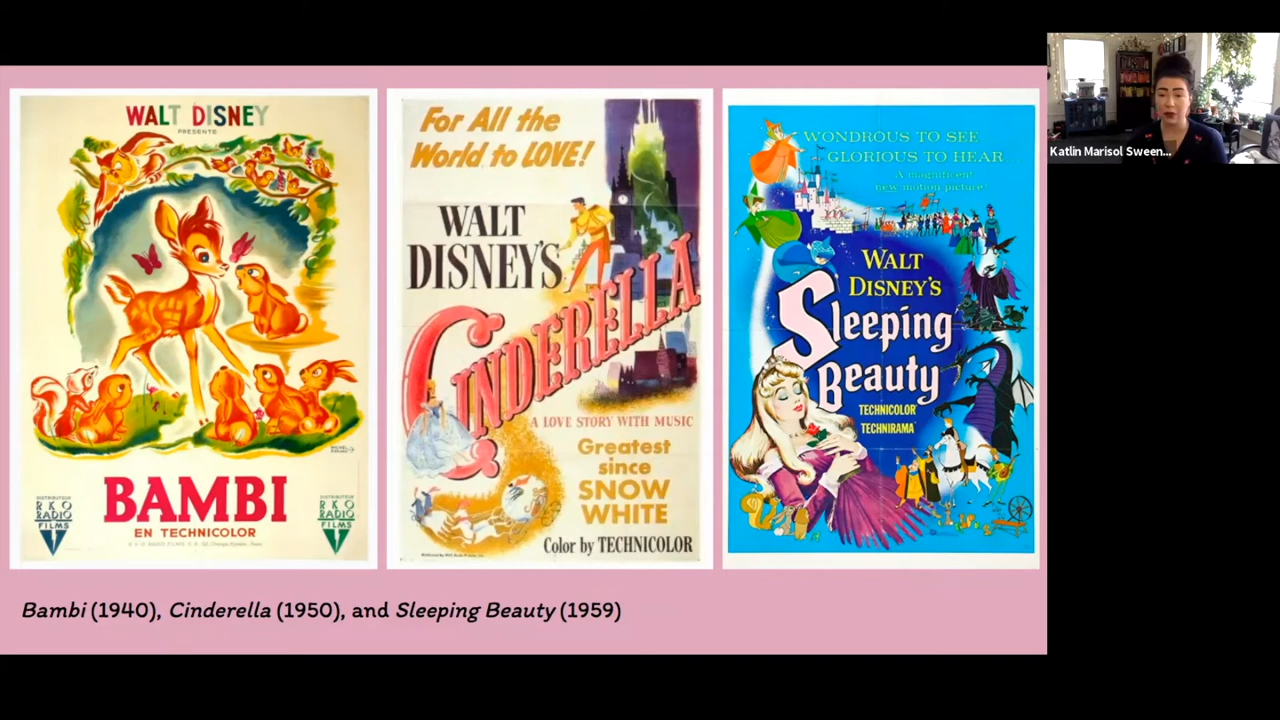 WALT DISNEY
PRESENTE
BAMBI
EN TECHNICOLOR
DISTRIBUTEUR
RKO
RADIO
FILMS
DISTRIBUTEUR
RKO
RADIO
FILMS
For All the
World to LOVE!
WALT
DISNEY'S
CINDERELLA
A LOVE STORY WITH MUSIC
Greatest
since
SNOW
WHITE
Color by TECHNICOLOR
WONDROUS TO SEE
GLORIOUS TO HEAR...
A magnificent
new motion picture!
WALT
DISNEY'S
Sleeping
Beauty
TECHNICOLOR
TECHNIRAMA
Bambi (1940), Cinderella (1950), and Sleeping Beauty (1959)
Katlin Marisol Sween...